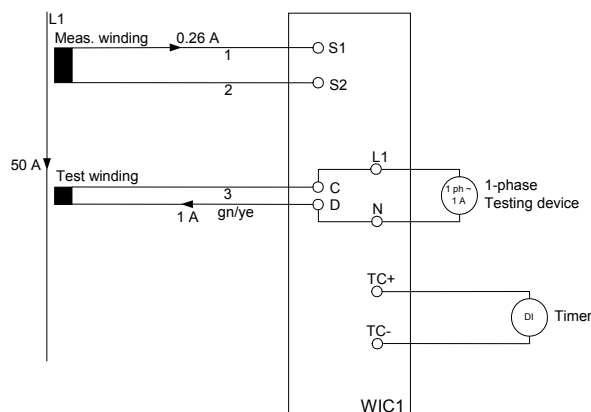 L1
Meas. winding
0.26 A
1
S1
2
S2
50 A
Test winding
3
gn/ye
1 A
C
D
L1
N
1 ph ~
1 A
1-phase
Testing device
TC+
TC-
DI
Timer
WIC1